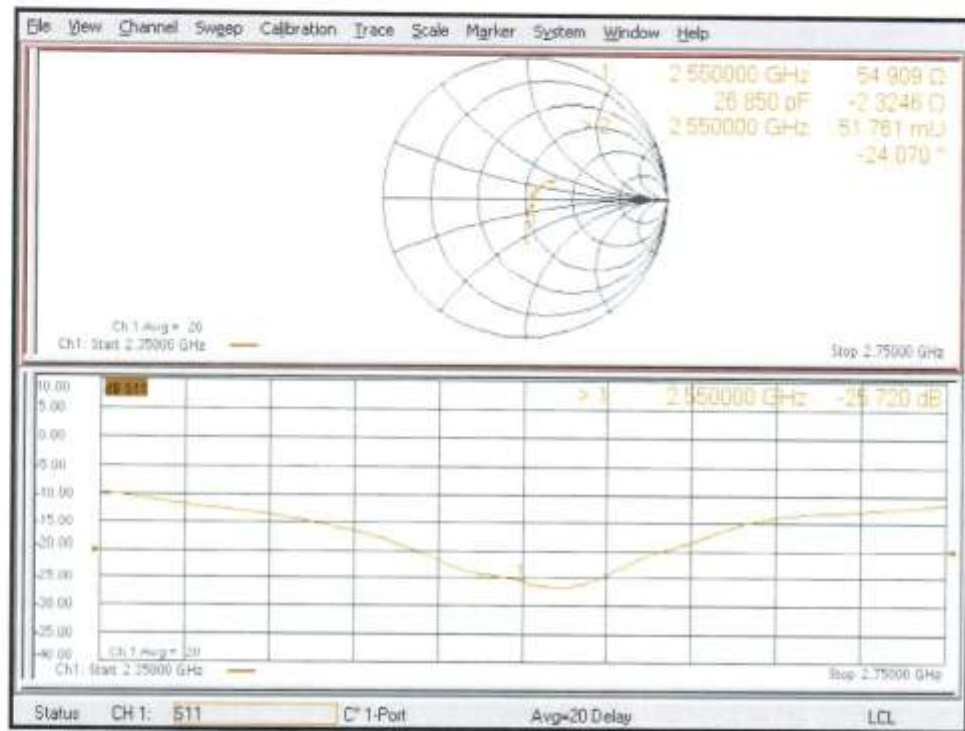 File View Channel Sweep Calibration Trace Scale Marker System Window Help
1: 2.550000 GHz 54.909 Ω
26.850 pF -2.3246 Ω
> 2: 2.550000 GHz 51.761 mU
-24.070 °
Ch 1 Avg = 20
Ch1: Start 2.35000 GHz
Stop 2.75000 GHz
10.00
dB S11
> 1: 2.550000 GHz -25.720 dB
5.00
0.00
-5.00
-10.00
-15.00
-20.00
-25.00
-30.00
-35.00
-40.00
Ch 1 Avg = 20
Ch1: Start 2.35000 GHz
Stop 2.75000 GHz
Status CH 1: S11 C* 1-Port Avg=20 Delay LCL